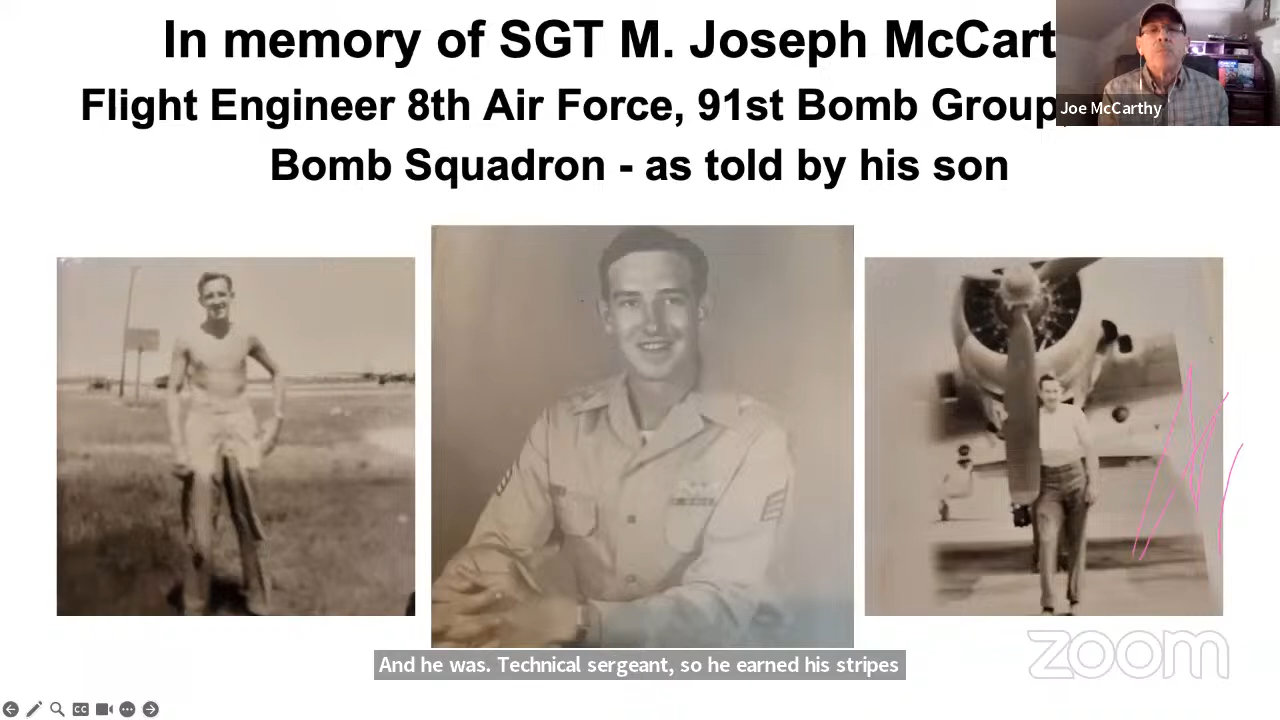 In memory of SGT M. Joseph McCart
Flight Engineer 8th Air Force, 91st Bomb Group,
Bomb Squadron - as told by his son
Joe McCarthy
And he was. Technical sergeant, so he earned his stripes
zoom
CC